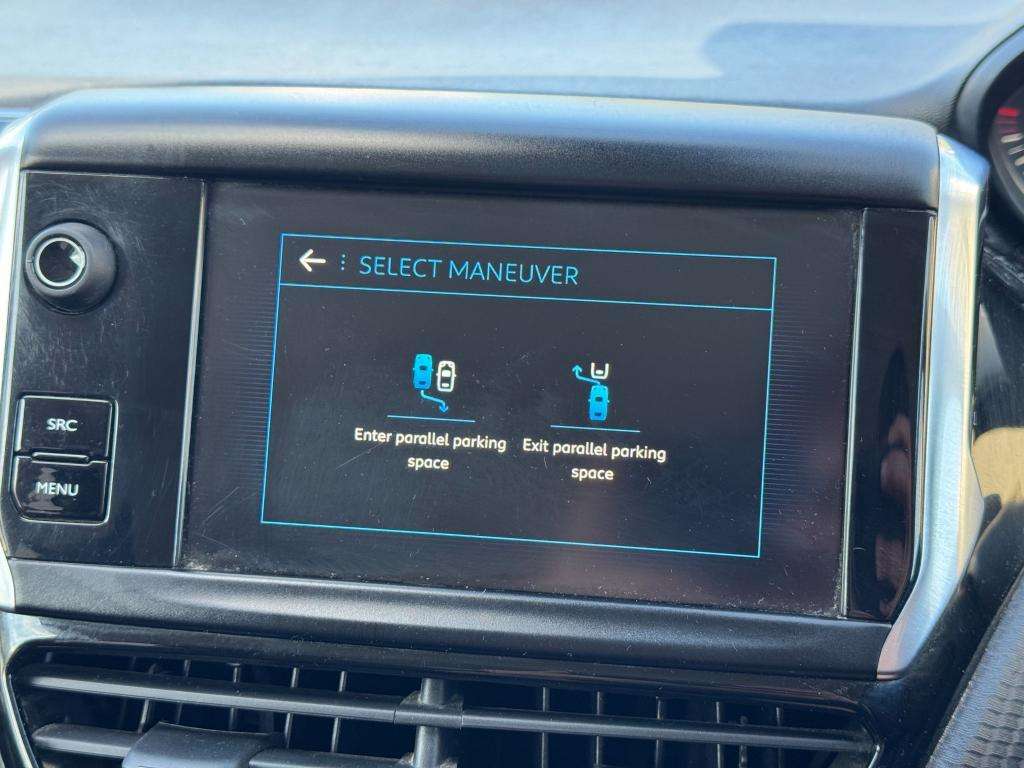 SELECT MANEUVER
SRC
MENU
Enter parallel parking
space
Exit parallel parking
space